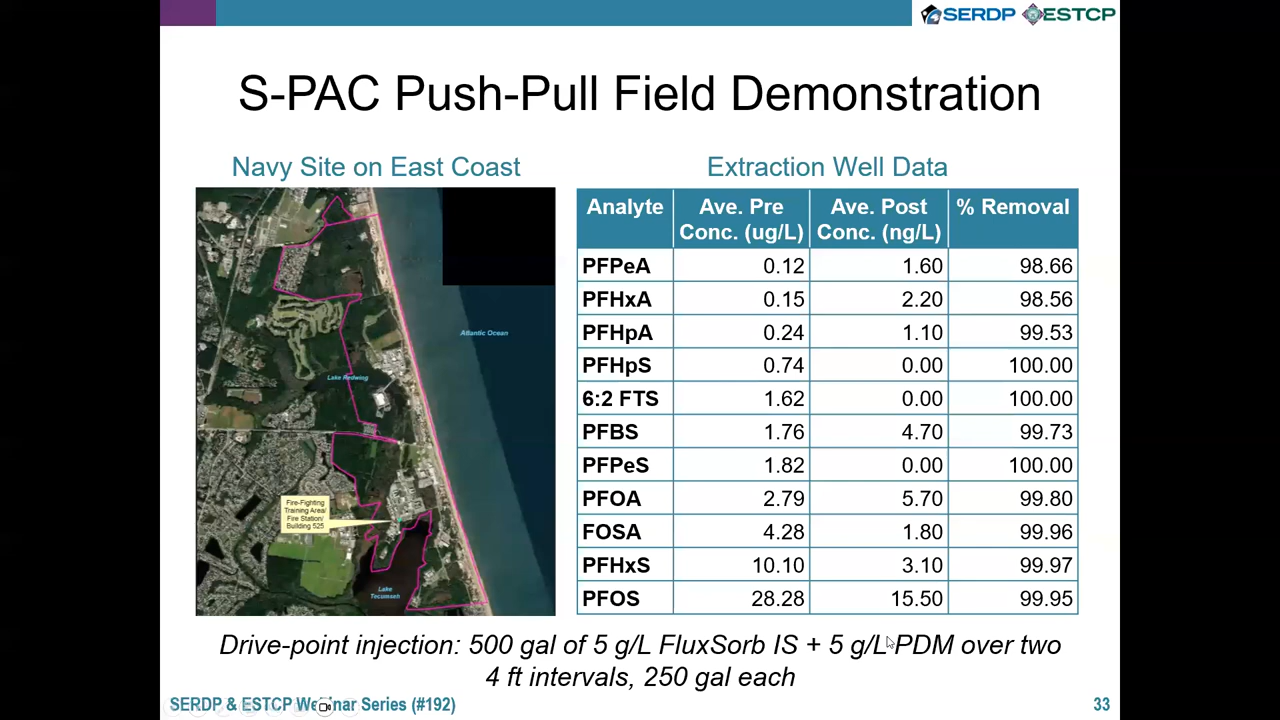 SERDP ESTCP
S-PAC Push-Pull Field Demonstration
Navy Site on East Coast
Atlantic Ocean
Lake Redwing
Fire-Fighting
Training Area/
Fire Station/
Building 525
Lake
Tecumseh
Extraction Well Data
Analyte Ave. Pre Conc. (ug/L) Ave. Post Conc. (ng/L) % Removal
PFPeA 0.12 1.60 98.66
PFHxA 0.15 2.20 98.56
PFHpA 0.24 1.10 99.53
PFHpS 0.74 0.00 100.00
6:2 FTS 1.62 0.00 100.00
PFBS 1.76 4.70 99.73
PFPeS 1.82 0.00 100.00
PFOA 2.79 5.70 99.80
FOSA 4.28 1.80 99.96
PFHxS 10.10 3.10 99.97
PFOS 28.28 15.50 99.95
Drive-point injection: 500 gal of 5 g/L FluxSorb IS + 5 g/L PDM over two
4 ft intervals, 250 gal each
SERDP & ESTCP Webinar Series (#192)
33